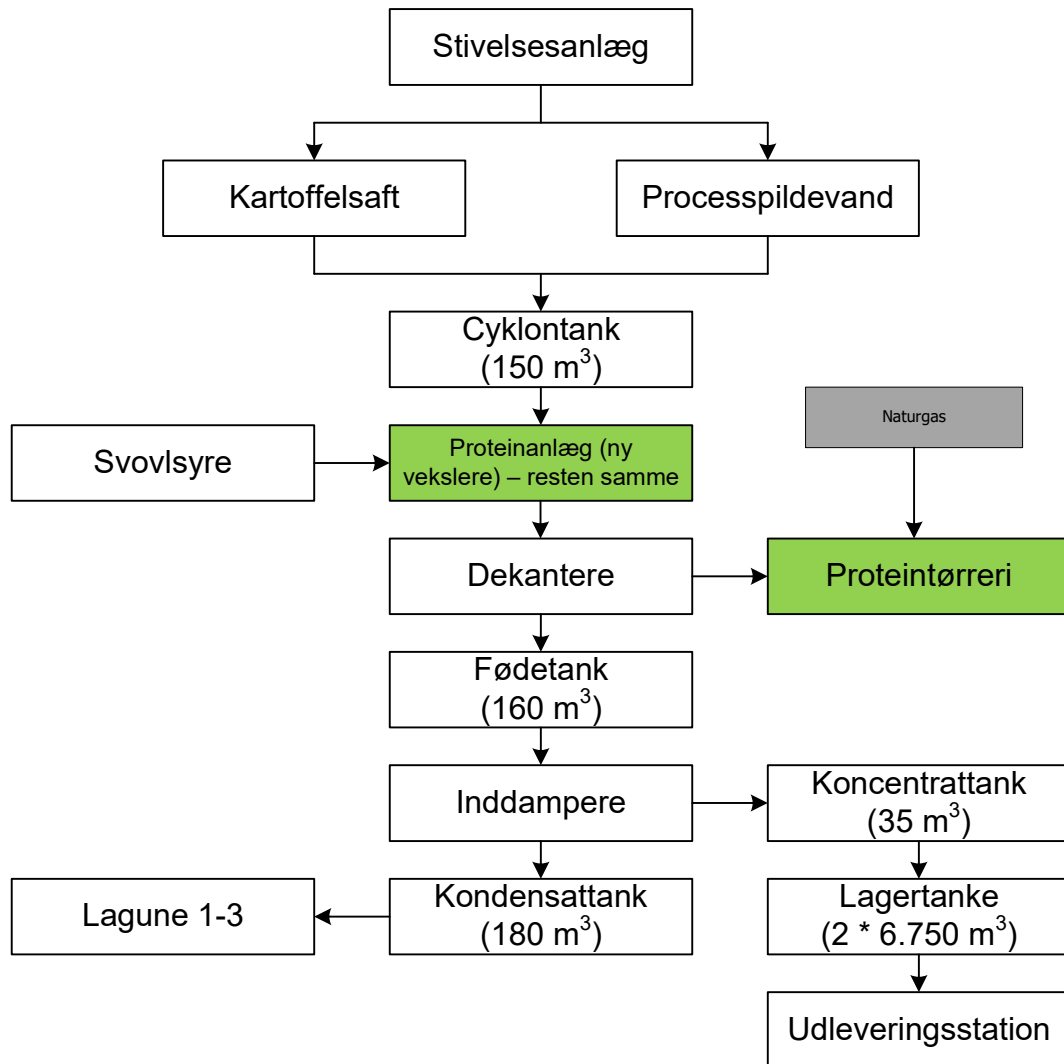 Stivelsesanlæg
Kartoffelsaft
Processpildevand
Cyklontank
(150 m³)
Naturgas
Svovlsyre
Proteinanlæg (ny
vekslere) – resten samme
Dekantere
Proteintørreri
Fødetank
(160 m³)
Inddampere
Koncentrattank
(35 m³)
Lagune 1-3
Kondensattank
(180 m³)
Lagertanke
(2 * 6.750 m³)
Udleveringsstation